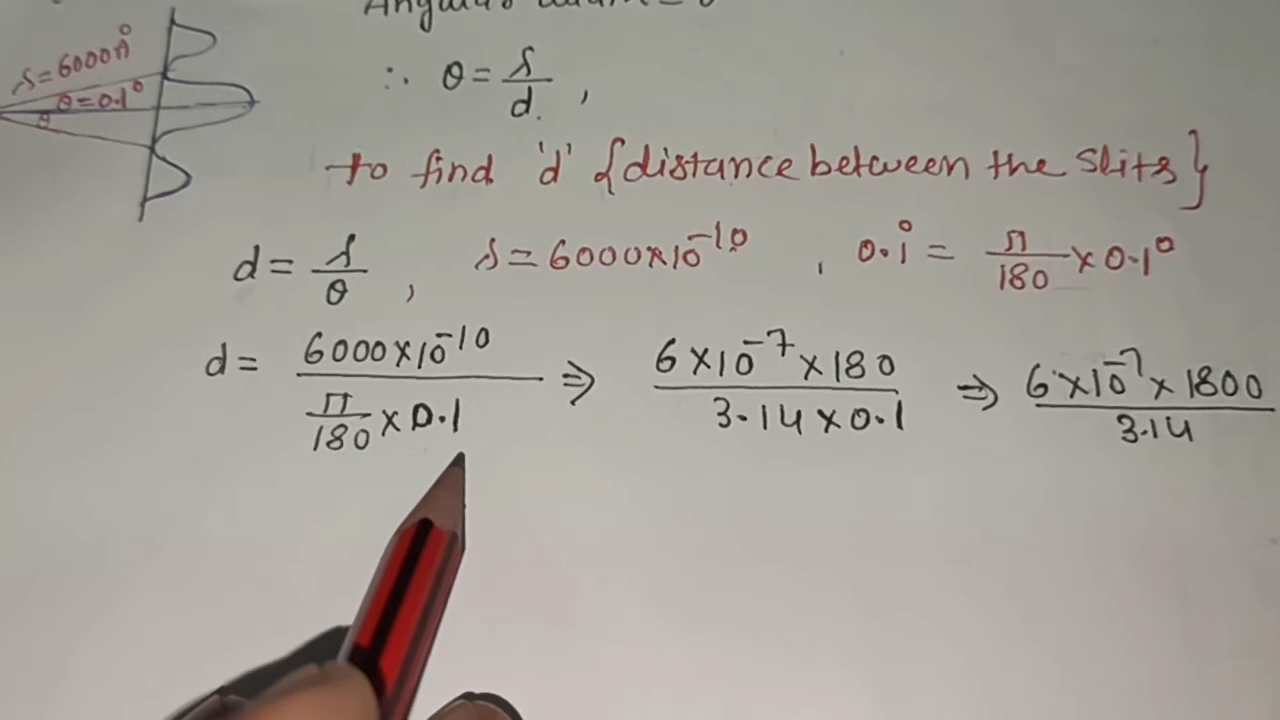 λ=6000A°
θ=0.1°
θ
∴ θ = λ/d,
to find 'd' {distance between the slits}
d = λ/θ, λ = 6000×10⁻¹⁰, 0.1° = π/180 × 0.1°
d = 6000×10⁻¹⁰ / (π/180 × 0.1) ⇒ 6×10⁻⁷×180 / 3.14×0.1 ⇒ 6×10⁻⁷×1800 / 3.14